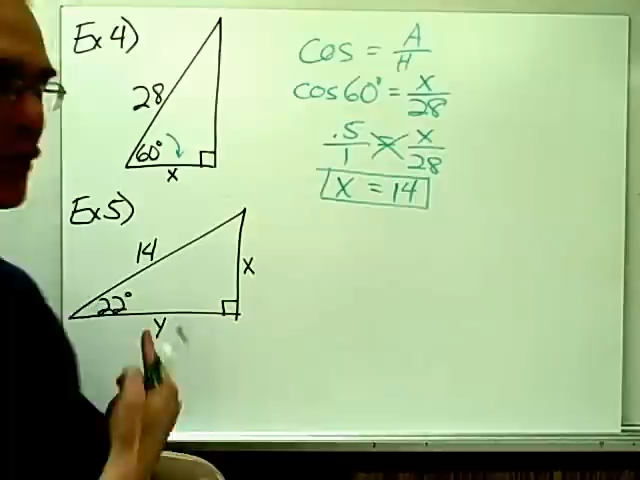 Ex 4)
28
60°
x
Cos = A/H
cos 60° = x/28
.5/1 x/28
x = 14
Ex 5)
14
22°
x
y